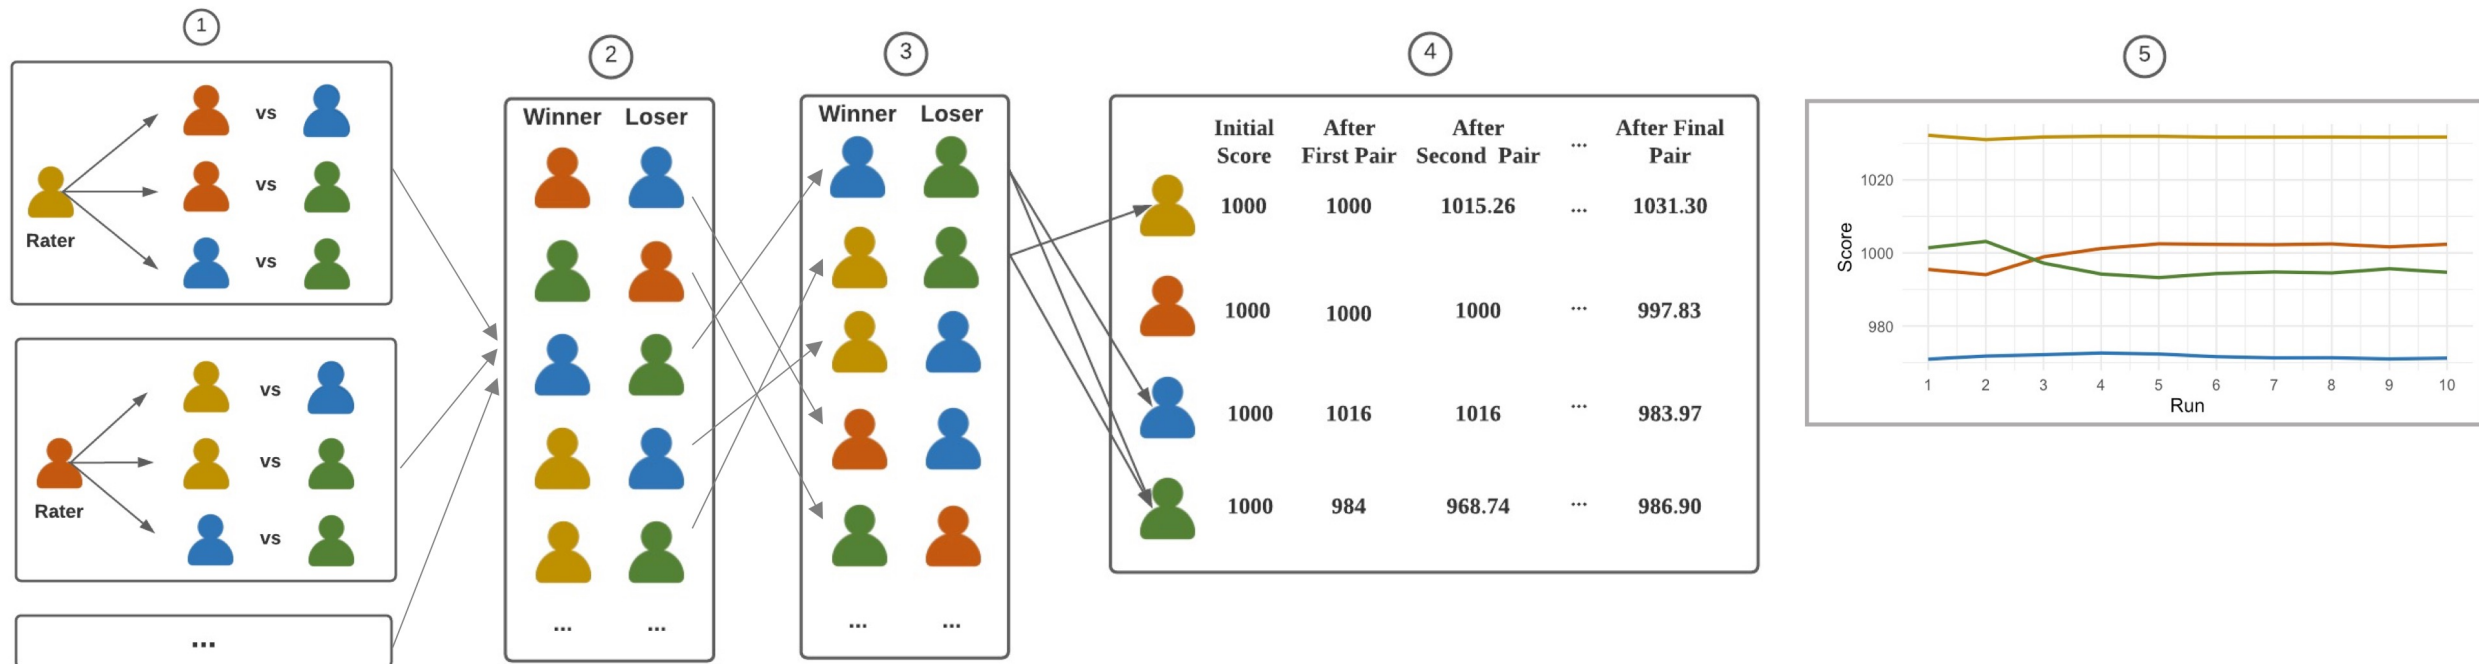 1
vs
vs
Rater
vs
vs
vs
Rater
vs
...
2
Winner Loser
... ...
3
Winner Loser
... ...
4
Initial After After ... After Final
Score First Pair Second Pair Pair
1000 1000 1015.26 ... 1031.30
1000 1000 1000 ... 997.83
1000 1016 1016 ... 983.97
1000 984 968.74 ... 986.90
5
Score
1020
1000
980
1 2 3 4 5 6 7 8 9 10
Run